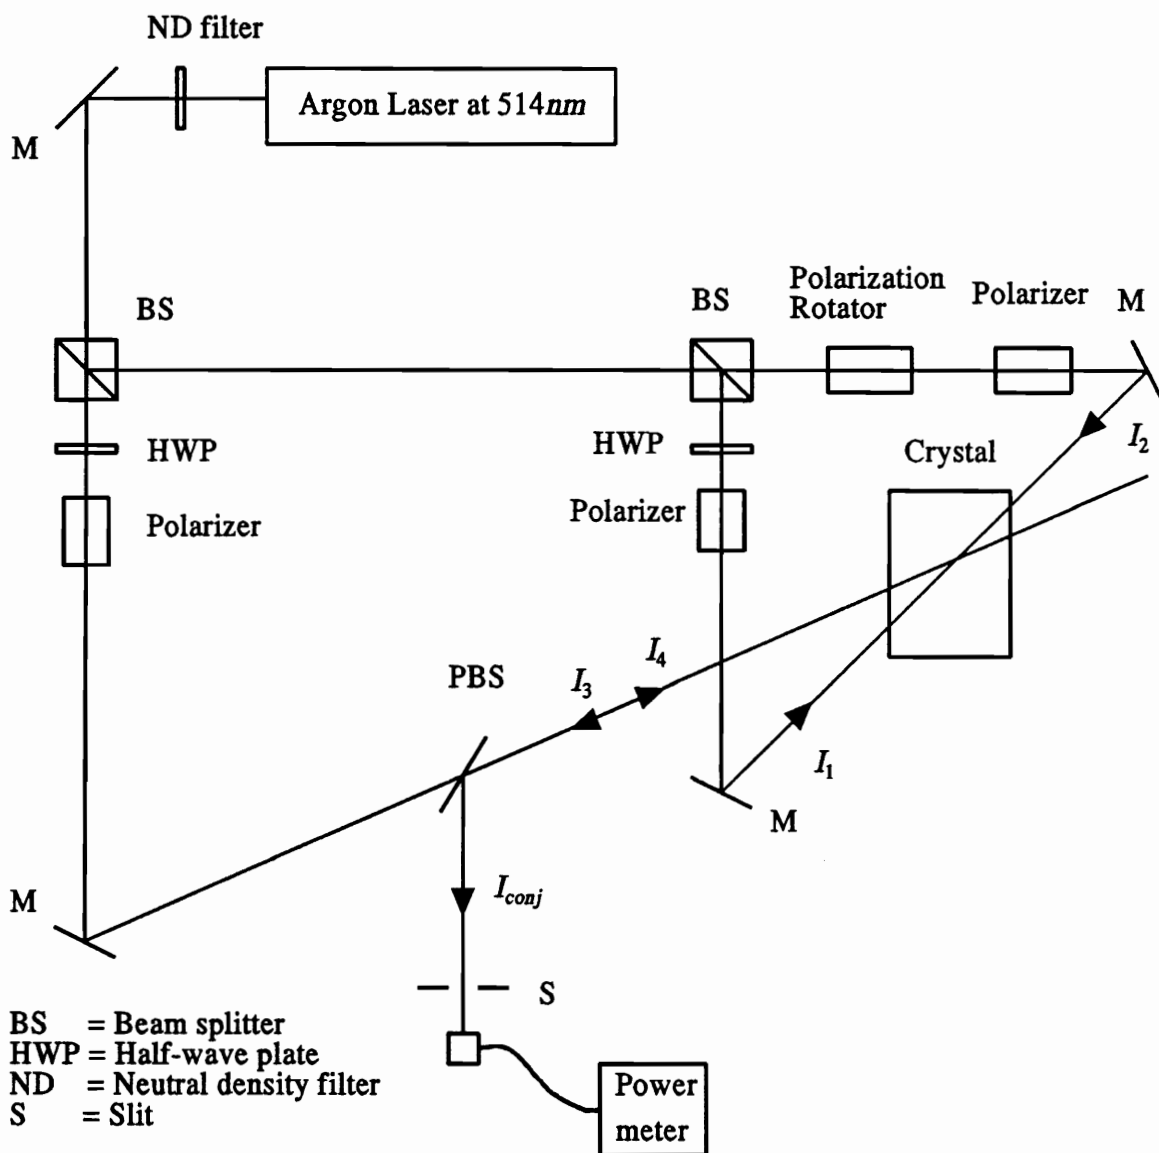 ND filter
Argon Laser at 514nm
M
BS
BS
Polarization
Rotator
Polarizer
M
HWP
HWP
Crystal
I2
Polarizer
Polarizer
PBS
I3
I4
I1
M
M
Iconj
S
BS = Beam splitter
HWP = Half-wave plate
ND = Neutral density filter
S = Slit
Power
meter